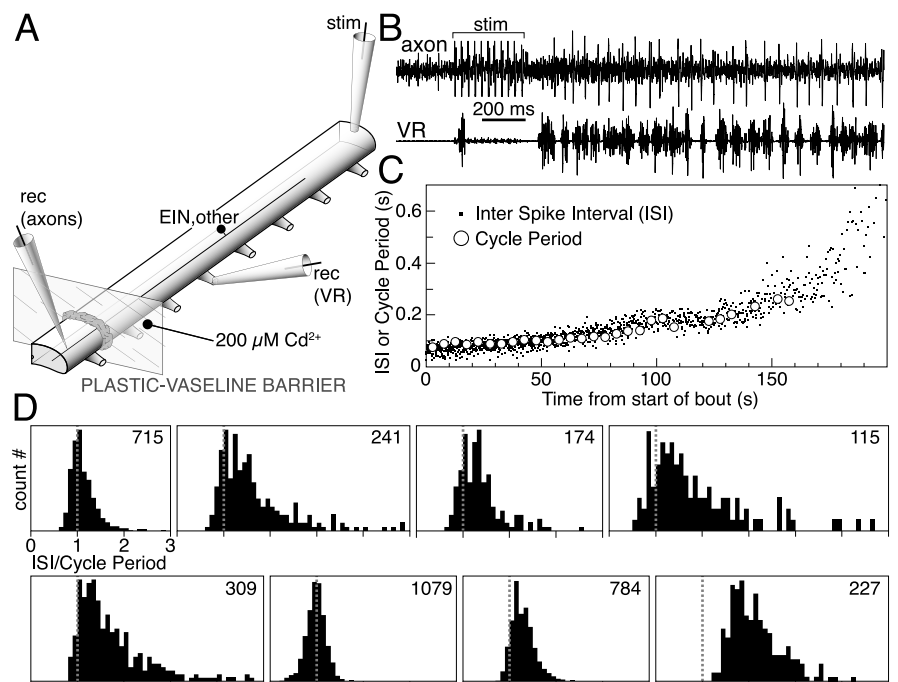 A
stim
rec
(axons)
EIN,other
rec
(VR)
200 µM Cd²⁺
PLASTIC-VASELINE BARRIER
B
stim
axon
200 ms
VR
C
ISI or Cycle Period (s)
0.6
0.4
0.2
0
Inter Spike Interval (ISI)
Cycle Period
0 50 100 150
Time from start of bout (s)
D
count #
715
241
174
115
0 1 2 3
ISI/Cycle Period
309
1079
784
227